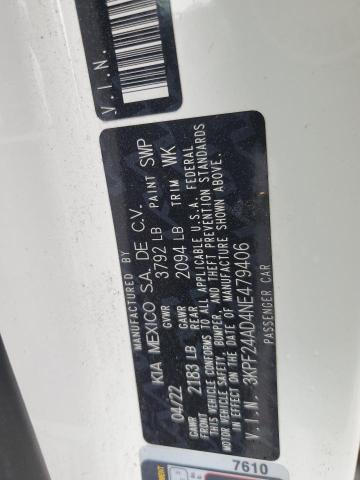 V.I.N.
MANUFACTURED BY
KIA MEXICO S.A. DE C.V.
04/22 GVWR 3792 LB PAINT SWP
GAWR FRONT 2183 LB GAWR REAR 2094 LB TRIM WK
THIS VEHICLE CONFORMS TO ALL APPLICABLE U.S.A. FEDERAL
MOTOR VEHICLE SAFETY, BUMPER, AND THEFT PREVENTION STANDARDS
IN EFFECT ON THE DATE OF MANUFACTURE SHOWN ABOVE.
V.I.N. 3KPF24AD4NE479406
PASSENGER CAR
7610